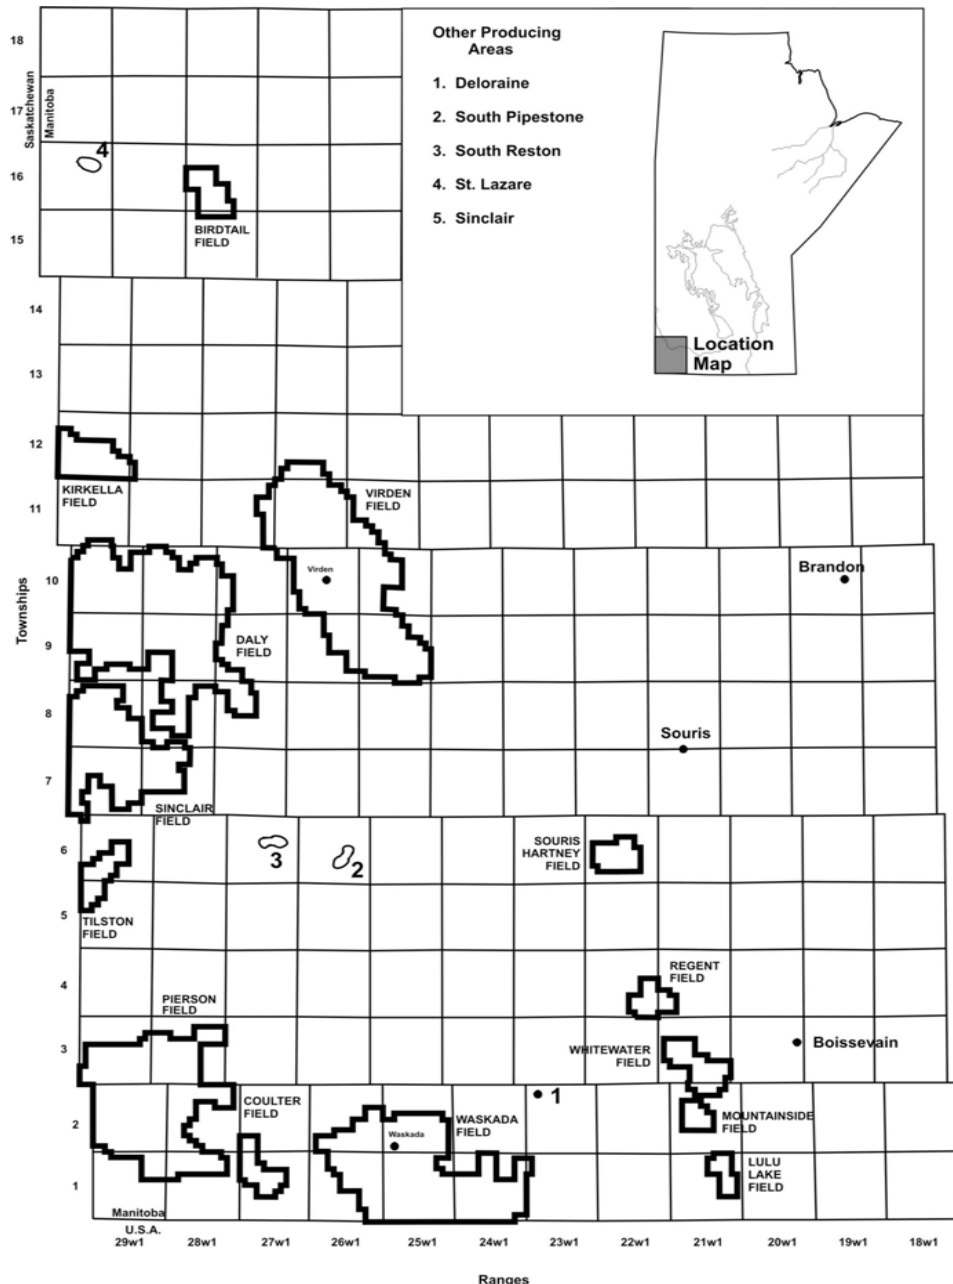 Other Producing
Areas
1. Deloraine
2. South Pipestone
3. South Reston
4. St. Lazare
5. Sinclair
Location
Map
Saskatchewan
Manitoba
18
17
16
15
14
13
12
11
10
9
8
7
6
5
4
3
2
1
Townships
4
BIRDTAIL
FIELD
KIRKELLA
FIELD
VIRDEN
FIELD
Virden
Brandon
DALY
FIELD
Souris
SINCLAIR
FIELD
3
2
SOURIS
HARTNEY
FIELD
TILSTON
FIELD
REGENT
FIELD
PIERSON
FIELD
WHITEWATER
FIELD
Boissevain
COULTER
FIELD
1
WASKADA
FIELD
Waskada
MOUNTAINSIDE
FIELD
LULU
LAKE
FIELD
Manitoba
U.S.A.
29w1 28w1 27w1 26w1 25w1 24w1 23w1 22w1 21w1 20w1 19w1 18w1
Ranges